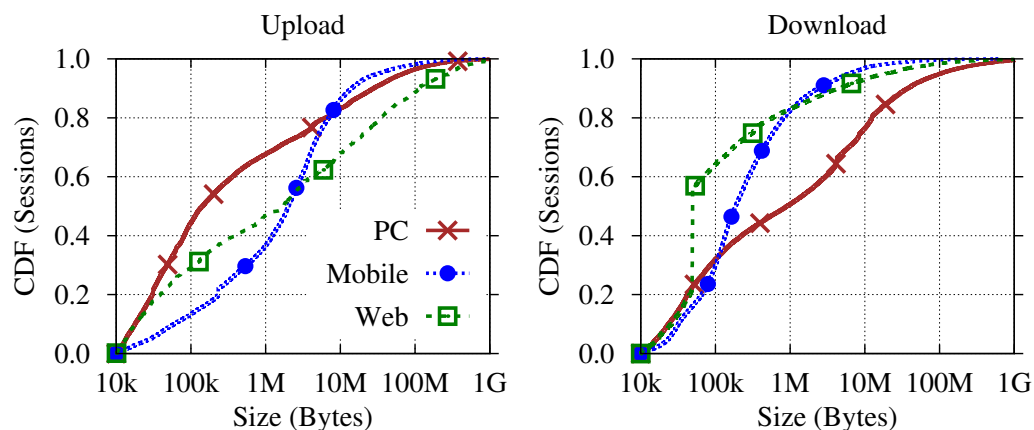 Upload
CDF (Sessions)
1.0
0.8
0.6
0.4
0.2
0.0
PC
Mobile
Web
10k 100k 1M 10M 100M 1G
Size (Bytes)
Download
CDF (Sessions)
1.0
0.8
0.6
0.4
0.2
0.0
10k 100k 1M 10M 100M 1G
Size (Bytes)